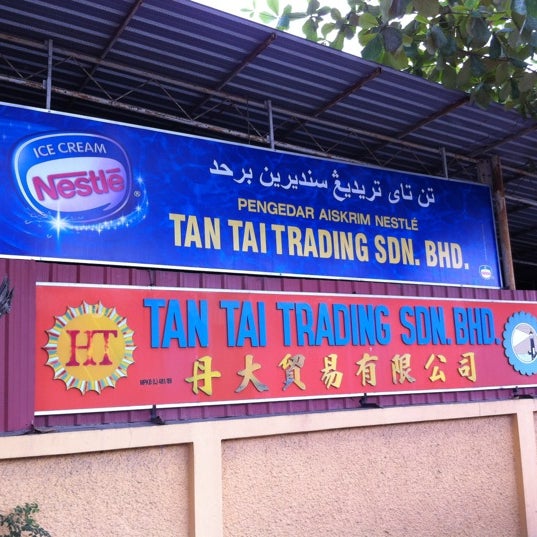 ICE CREAM
Nestlé
تن تاي تريديڠ سنديرين برحد
PENGEDAR AISKRIM NESTLÉ
TAN TAI TRADING SDN. BHD.
HT
TAN TAI TRADING SDN. BHD.
丹大貿易有限公司